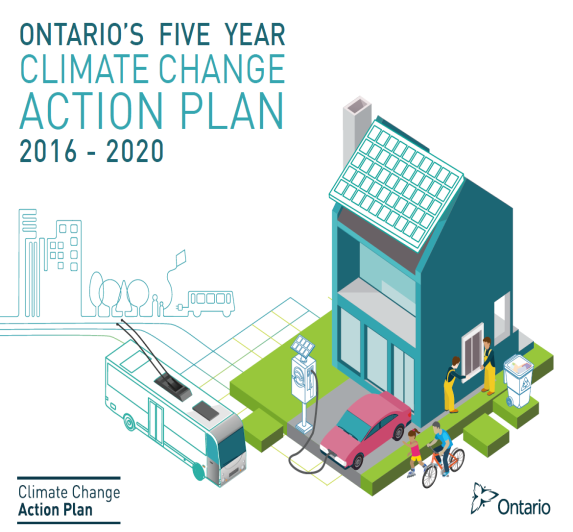 ONTARIO'S FIVE YEAR
CLIMATE CHANGE
ACTION PLAN
2016 - 2020
Climate Change
Action Plan
Ontario